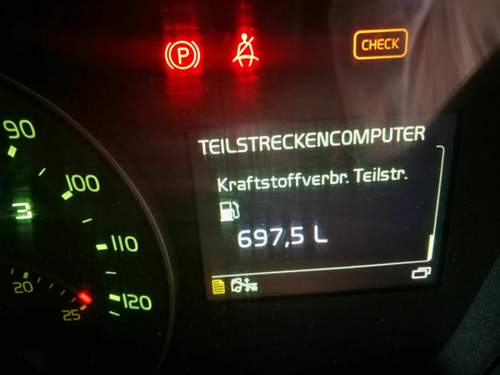 P
CHECK
TEILSTRECKENCOMPUTER
Kraftstoffverbr. Teilstr.
697,5 L
90
100
3
110
20
120
25